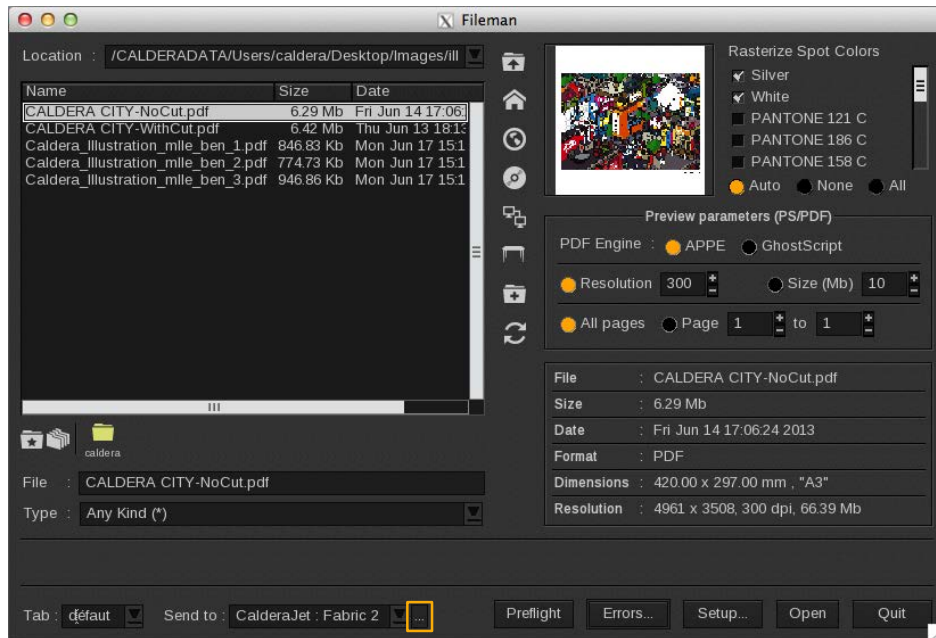 Fileman
Location : /CALDERADATA/Users/caldera/Desktop/Images/ill
Name Size Date
CALDERA CITY-NoCut.pdf 6.29 Mb Fri Jun 14 17:06:
CALDERA CITY-WithCut.pdf 6.42 Mb Thu Jun 13 18:13
Caldera_Illustration_mlle_ben_1.pdf 846.83 Kb Mon Jun 17 15:1
Caldera_Illustration_mlle_ben_2.pdf 774.73 Kb Mon Jun 17 15:1
Caldera_Illustration_mlle_ben_3.pdf 946.86 Kb Mon Jun 17 15:1
caldera
File : CALDERA CITY-NoCut.pdf
Type : Any Kind (*)
Rasterize Spot Colors
Silver
White
PANTONE 121 C
PANTONE 186 C
PANTONE 158 C
Auto None All
Preview parameters (PS/PDF)
PDF Engine : APPE GhostScript
Resolution 300 Size (Mb) 10
All pages Page 1 to 1
File : CALDERA CITY-NoCut.pdf
Size : 6.29 Mb
Date : Fri Jun 14 17:06:24 2013
Format : PDF
Dimensions : 420.00 x 297.00 mm , "A3"
Resolution : 4961 x 3508, 300 dpi, 66.39 Mb
Tab : défaut Send to : CalderaJet : Fabric 2 ... Preflight Errors... Setup... Open Quit